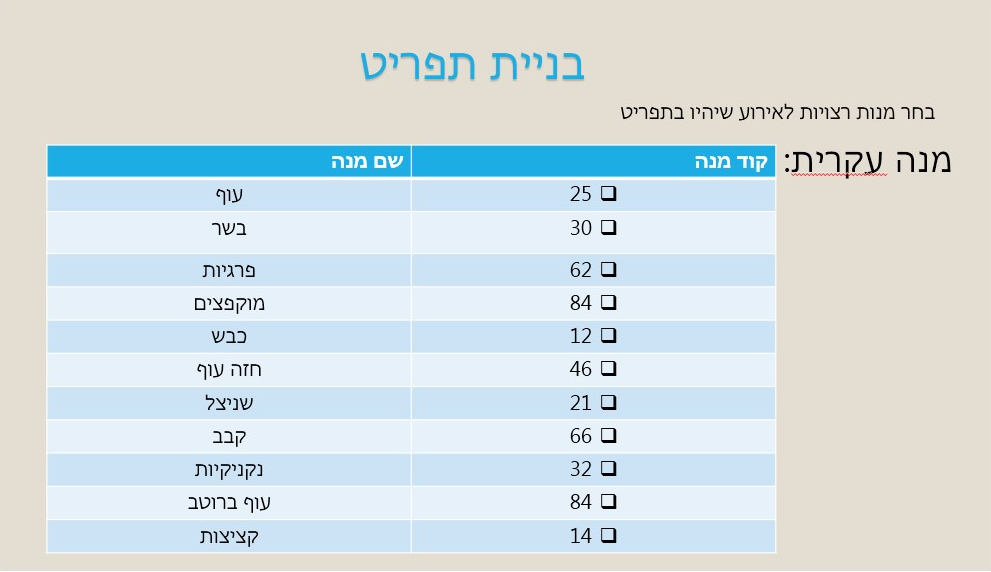 בניית תפריט
בחר מנות רצויות לאירוע שיהיו בתפריט
מנה עקרית:
קוד מנה שם מנה
25 עוף
30 בשר
62 פרגיות
84 מוקפצים
12 כבש
46 חזה עוף
21 שניצל
66 קבב
32 נקניקיות
84 עוף ברוטב
14 קציצות